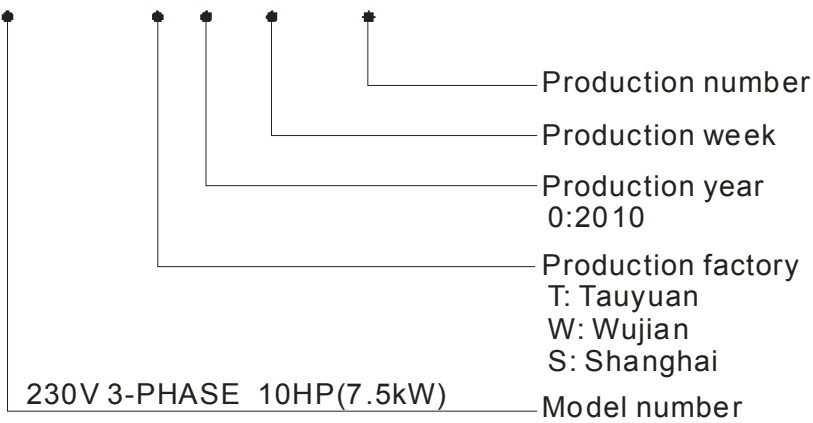 Production number
Production week
Production year
0:2010
Production factory
T: Tauyuan
W: Wujian
S: Shanghai
230V 3-PHASE 10HP(7.5kW)
Model number